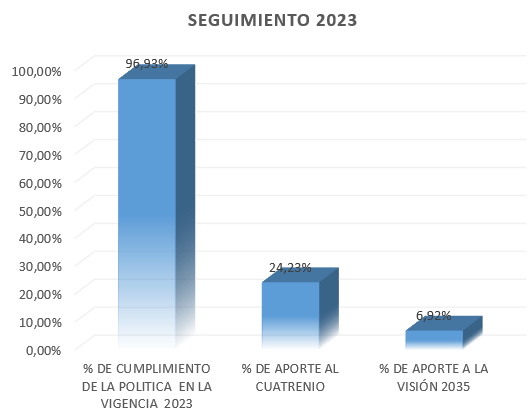 SEGUIMIENTO 2023
96,93%
100,00%
90,00%
80,00%
70,00%
60,00%
50,00%
40,00%
30,00%
24,23%
20,00%
10,00%
6,92%
0,00%
% DE CUMPLIMIENTO
DE LA POLITICA EN LA
VIGENCIA 2023
% DE APORTE AL
CUATRENIO
% DE APORTE A LA
VISIÓN 2035